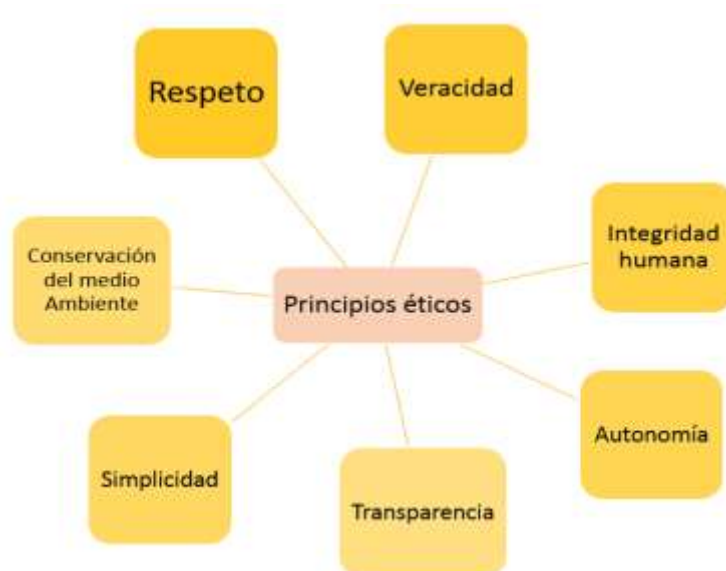 Respeto
Veracidad
Integridad
humana
Conservación
del medio
Ambiente
Principios éticos
Autonomía
Simplicidad
Transparencia